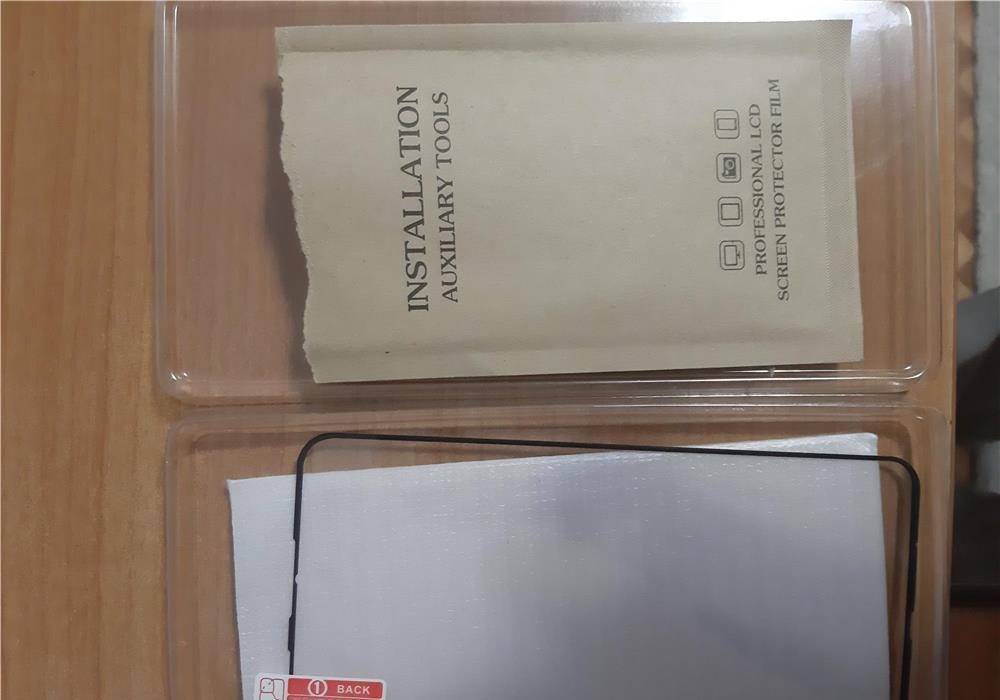 INSTALLATION
AUXILIARY TOOLS
PROFESSIONAL LCD
SCREEN PROTECTOR FILM
1 BACK